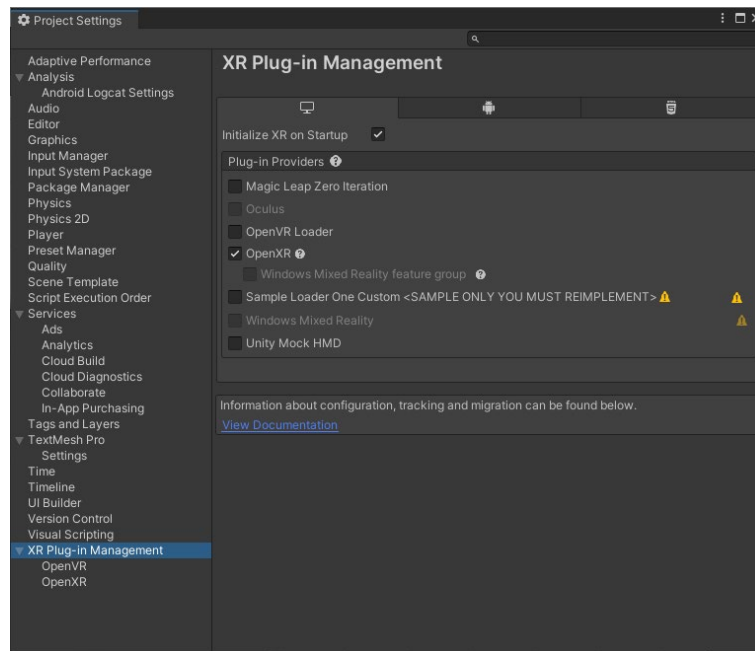 Project Settings
Adaptive Performance
Analysis
Android Logcat Settings
Audio
Editor
Graphics
Input Manager
Input System Package
Package Manager
Physics
Physics 2D
Player
Preset Manager
Quality
Scene Template
Script Execution Order
Services
Ads
Analytics
Cloud Build
Cloud Diagnostics
Collaborate
In-App Purchasing
Tags and Layers
TextMesh Pro
Settings
Time
Timeline
UI Builder
Version Control
Visual Scripting
XR Plug-in Management
OpenVR
OpenXR
XR Plug-in Management
Initialize XR on Startup
Plug-in Providers
Magic Leap Zero Iteration
Oculus
OpenVR Loader
OpenXR
Windows Mixed Reality feature group
Sample Loader One Custom <SAMPLE ONLY YOU MUST REIMPLEMENT>
Windows Mixed Reality
Unity Mock HMD
Information about configuration, tracking and migration can be found below.
View Documentation